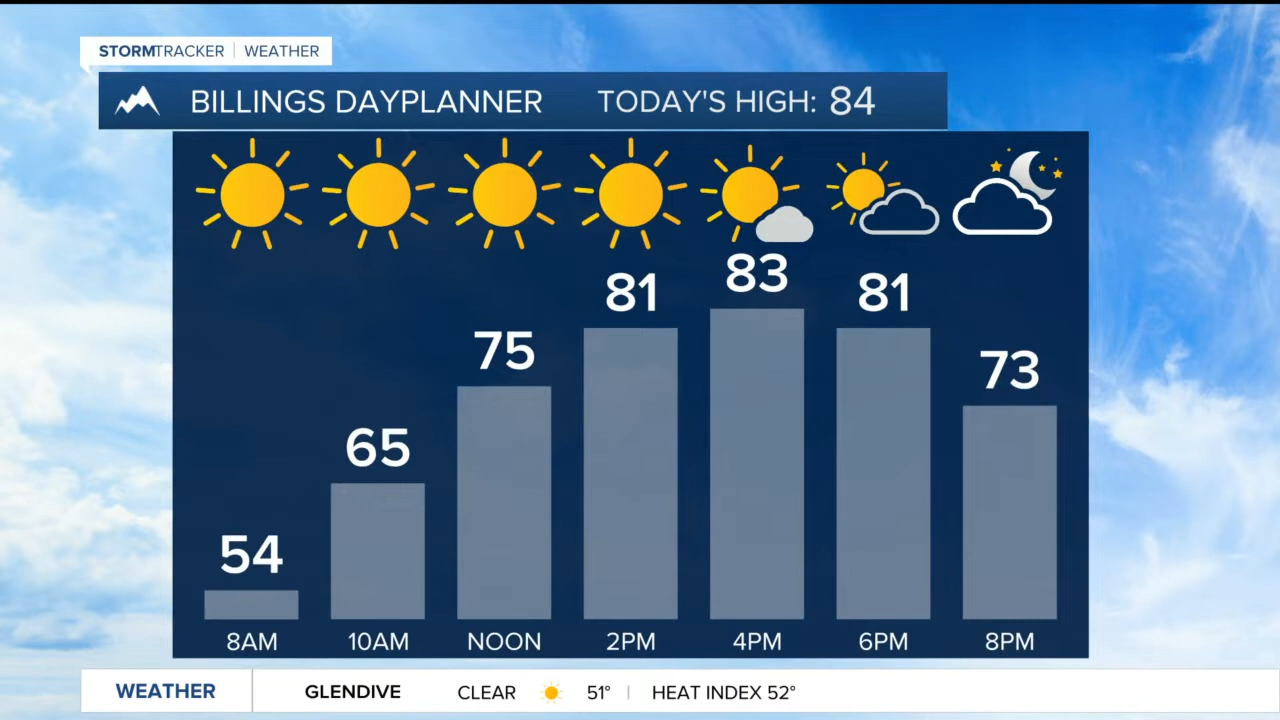 STORMTRACKER | WEATHER
BILLINGS DAYPLANNER TODAY'S HIGH: 84
54 65 75 81 83 81 73
8AM 10AM NOON 2PM 4PM 6PM 8PM
WEATHER GLENDIVE CLEAR 51° | HEAT INDEX 52°